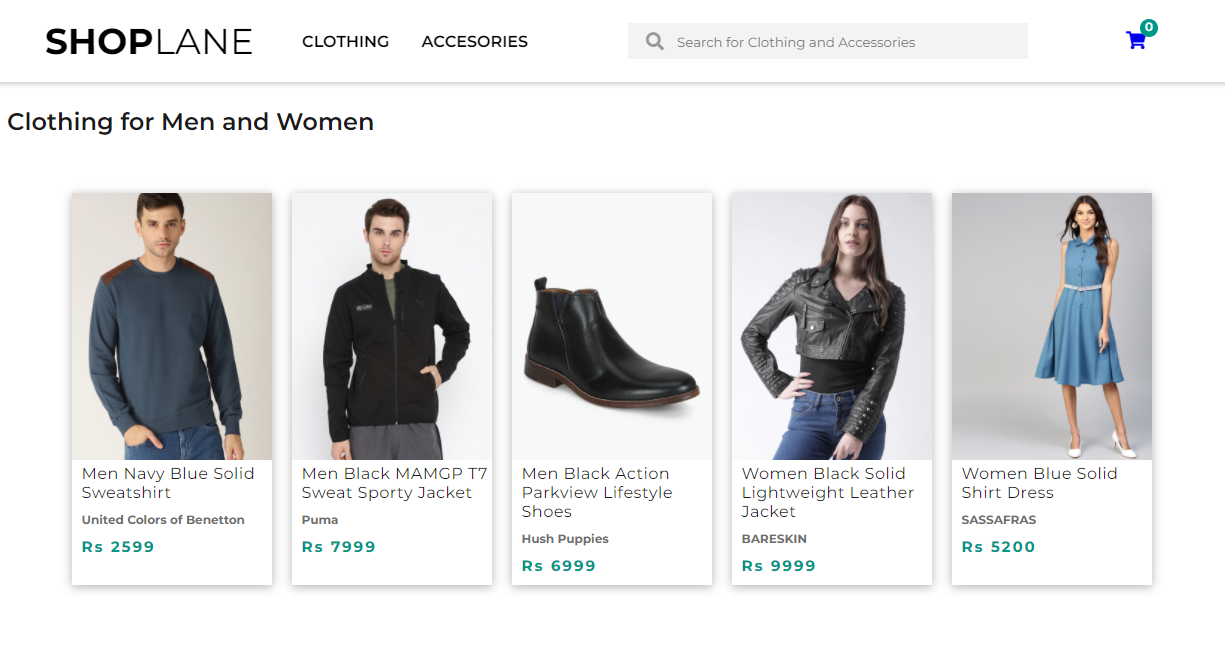 SHOPLANE
CLOTHING
ACCESORIES
Search for Clothing and Accessories
0
Clothing for Men and Women
Men Navy Blue Solid
Sweatshirt
United Colors of Benetton
Rs 2599
Men Black MAMGP T7
Sweat Sporty Jacket
Puma
Rs 7999
Men Black Action
Parkview Lifestyle
Shoes
Hush Puppies
Rs 6999
Women Black Solid
Lightweight Leather
Jacket
BARESKIN
Rs 9999
Women Blue Solid
Shirt Dress
SASSAFRAS
Rs 5200